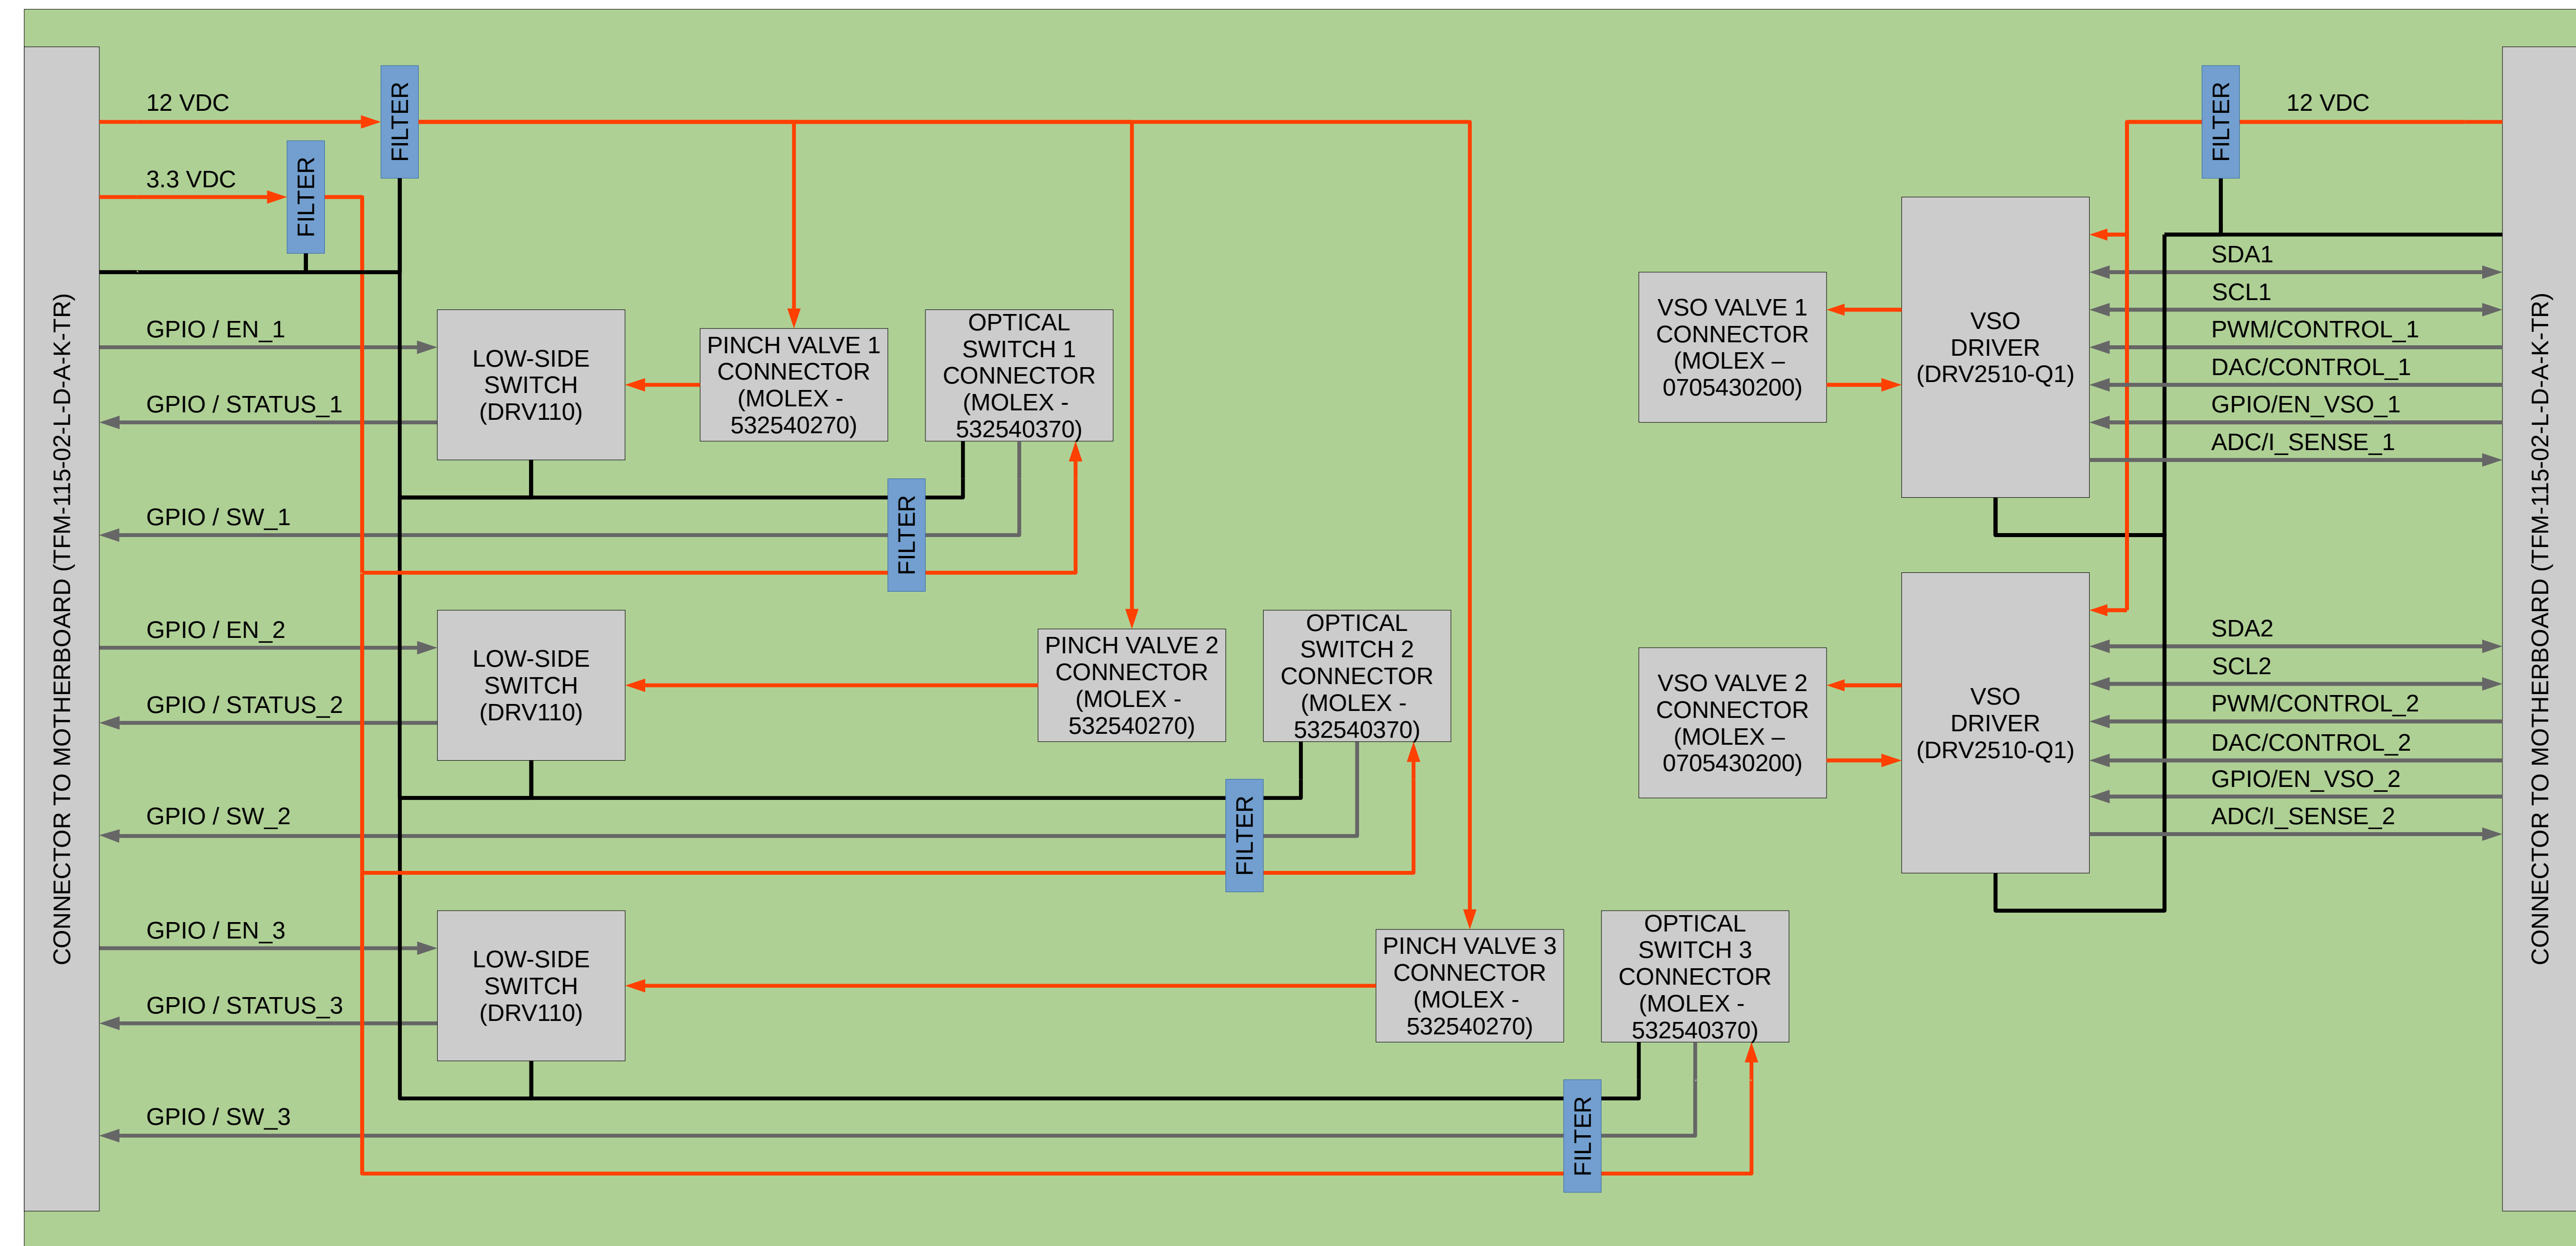 CONNECTOR TO MOTHERBOARD (TFM-115-02-L-D-A-K-TR)
12 VDC
FILTER
3.3 VDC
FILTER
GPIO / EN_1
GPIO / STATUS_1
GPIO / SW_1
LOW-SIDE
SWITCH
(DRV110)
PINCH VALVE 1
CONNECTOR
(MOLEX -
532540270)
OPTICAL
SWITCH 1
CONNECTOR
(MOLEX -
532540370)
FILTER
GPIO / EN_2
GPIO / STATUS_2
GPIO / SW_2
LOW-SIDE
SWITCH
(DRV110)
PINCH VALVE 2
CONNECTOR
(MOLEX -
532540270)
OPTICAL
SWITCH 2
CONNECTOR
(MOLEX -
532540370)
FILTER
GPIO / EN_3
GPIO / STATUS_3
GPIO / SW_3
LOW-SIDE
SWITCH
(DRV110)
PINCH VALVE 3
CONNECTOR
(MOLEX -
532540270)
OPTICAL
SWITCH 3
CONNECTOR
(MOLEX -
532540370)
FILTER
FILTER
12 VDC
VSO VALVE 1
CONNECTOR
(MOLEX –
0705430200)
VSO
DRIVER
(DRV2510-Q1)
SDA1
SCL1
PWM/CONTROL_1
DAC/CONTROL_1
GPIO/EN_VSO_1
ADC/I_SENSE_1
VSO VALVE 2
CONNECTOR
(MOLEX –
0705430200)
VSO
DRIVER
(DRV2510-Q1)
SDA2
SCL2
PWM/CONTROL_2
DAC/CONTROL_2
GPIO/EN_VSO_2
ADC/I_SENSE_2
CONNECTOR TO MOTHERBOARD (TFM-115-02-L-D-A-K-TR)